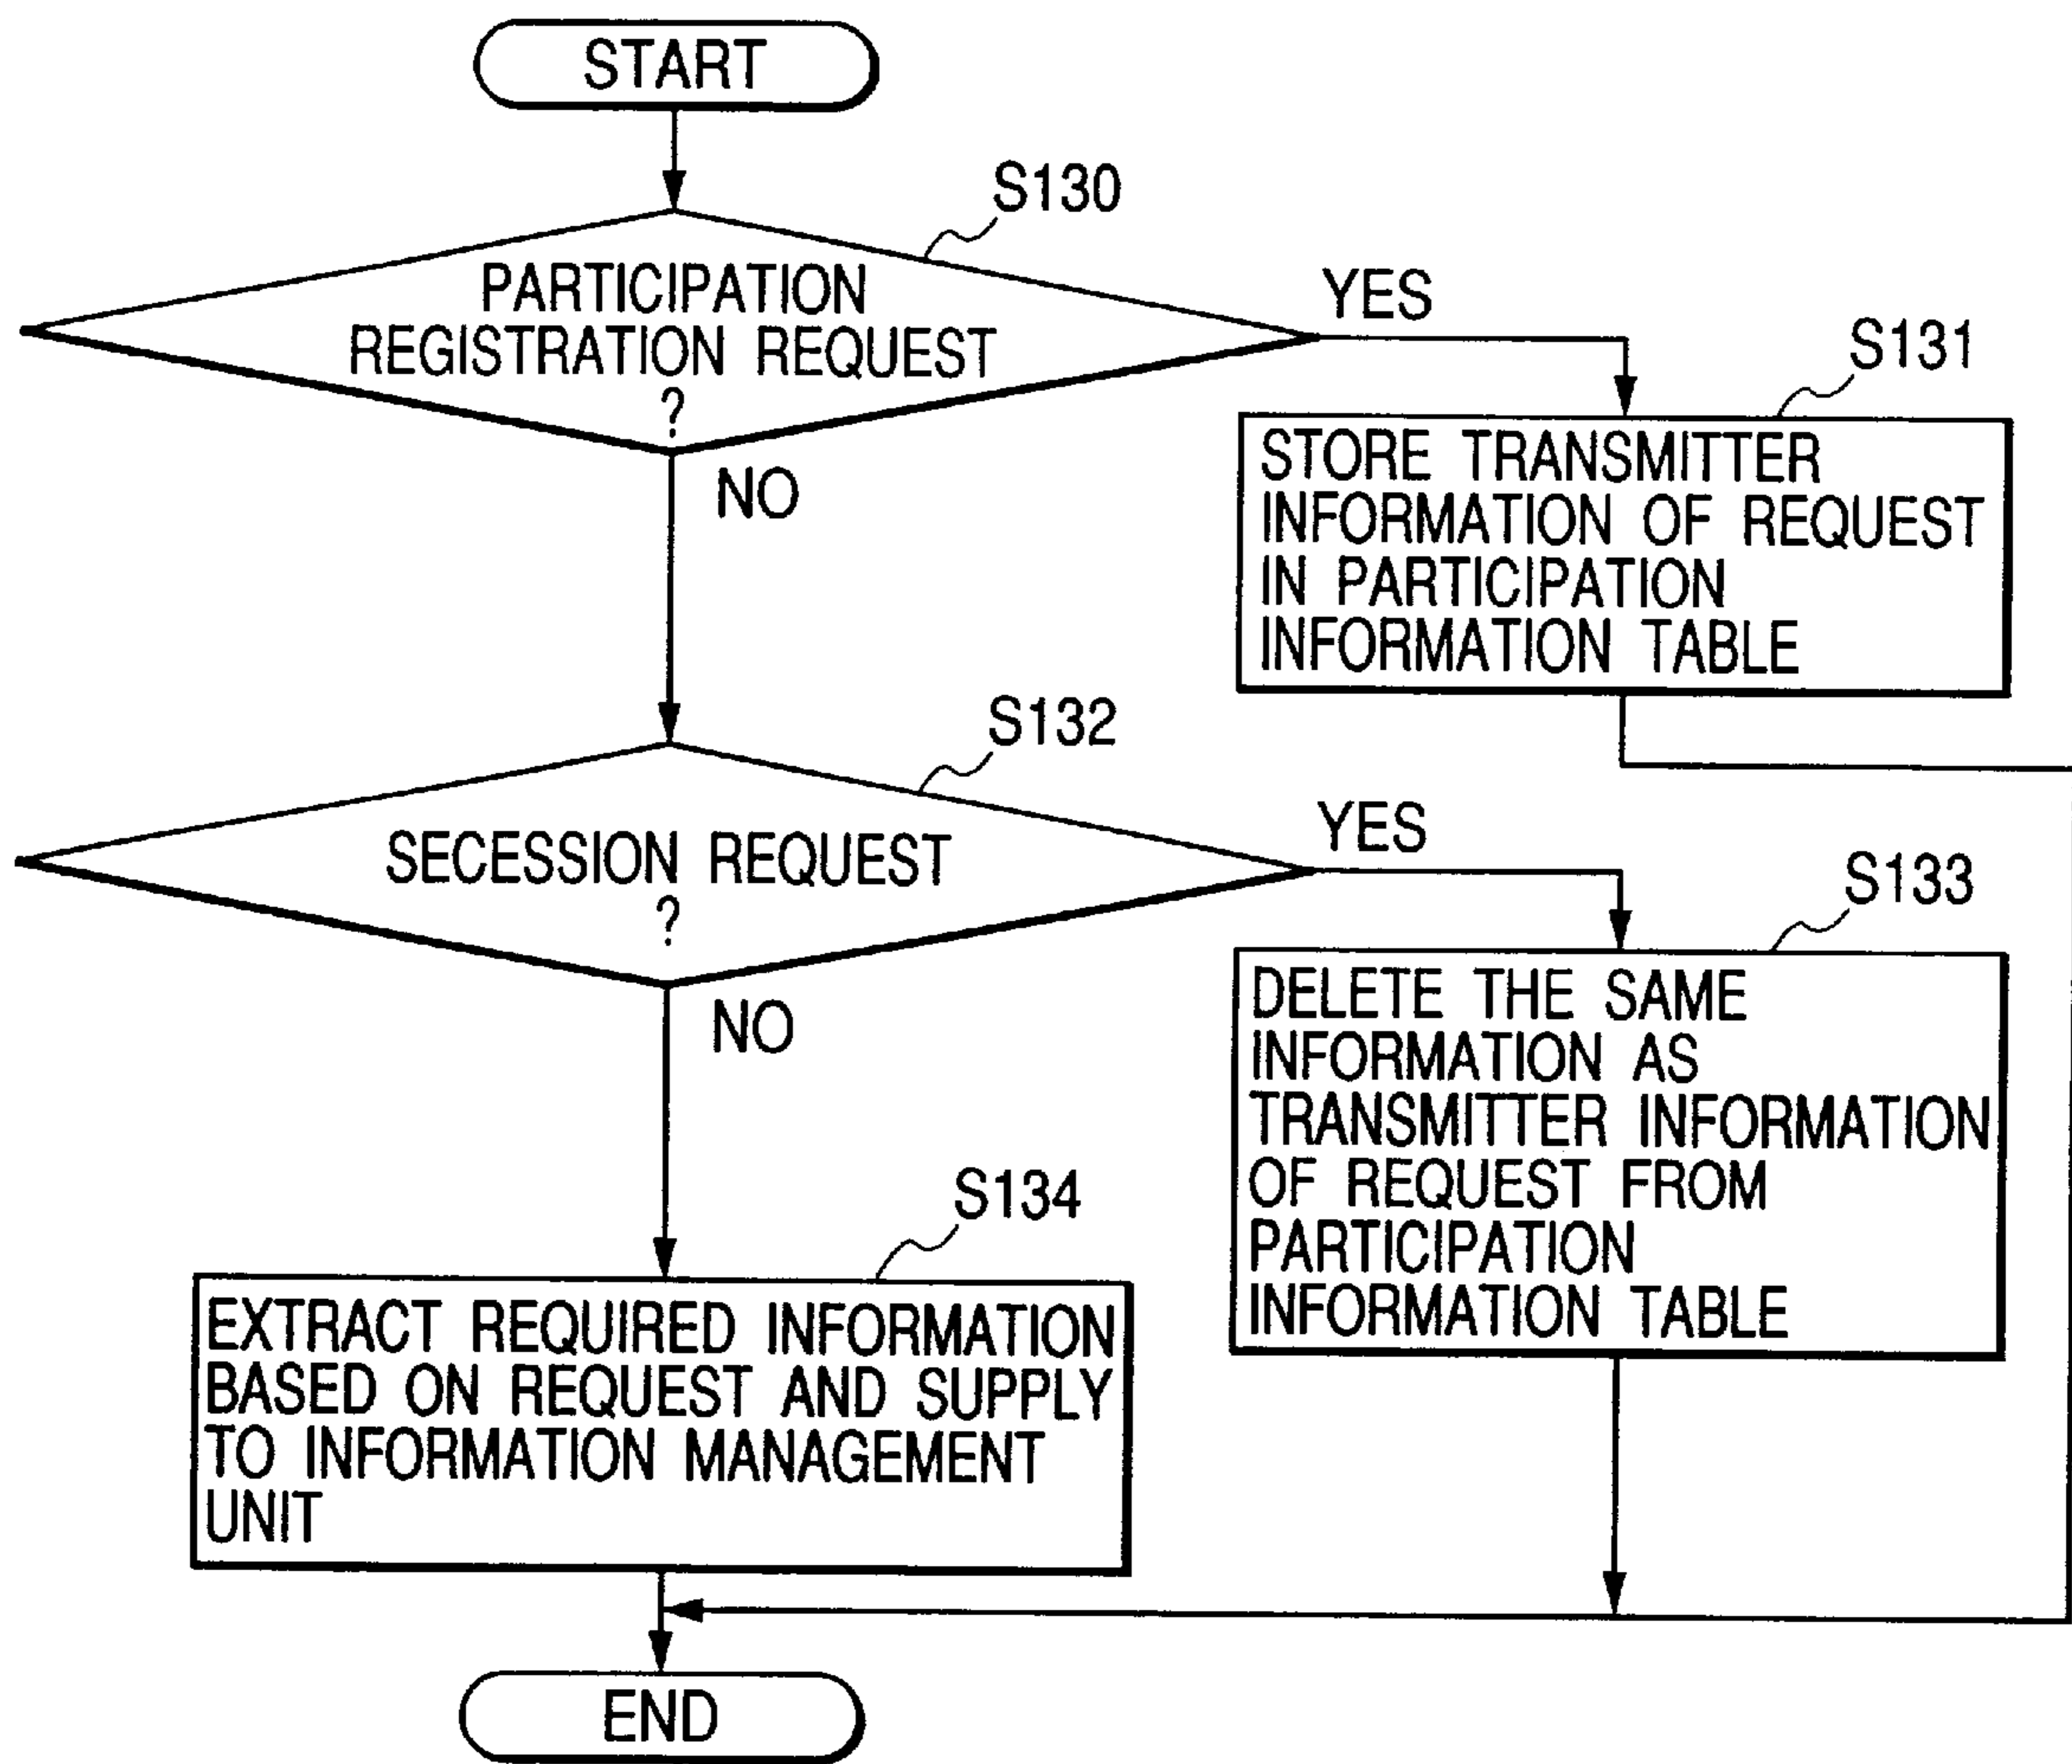 START
S130
PARTICIPATION
REGISTRATION REQUEST
?
YES
NO
S131
STORE TRANSMITTER
INFORMATION OF REQUEST
IN PARTICIPATION
INFORMATION TABLE
S132
SECESSION REQUEST
?
YES
NO
S133
DELETE THE SAME
INFORMATION AS
TRANSMITTER INFORMATION
OF REQUEST FROM
PARTICIPATION
INFORMATION TABLE
S134
EXTRACT REQUIRED INFORMATION
BASED ON REQUEST AND SUPPLY
TO INFORMATION MANAGEMENT
UNIT
END